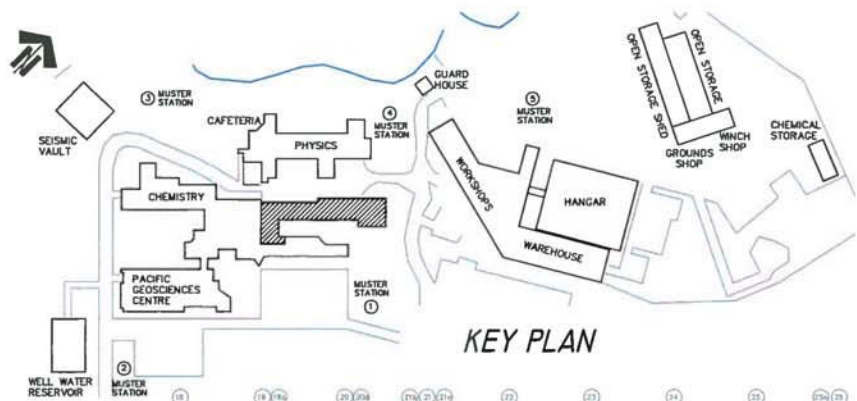 ③ MUSTER
STATION
SEISMIC
VAULT
CAFETERIA
PHYSICS
④
MUSTER
STATION
GUARD
HOUSE
⑤
MUSTER
STATION
OPEN STORAGE SHED
OPEN STORAGE
WINCH
SHOP
GROUNDS
SHOP
CHEMICAL
STORAGE
CHEMISTRY
WORKSHOPS
HANGAR
WAREHOUSE
PACIFIC
GEOSCIENCES
CENTRE
MUSTER
STATION
①
KEY PLAN
WELL WATER
RESERVOIR
②
MUSTER
STATION
18 19 20 21 22 23 24 25